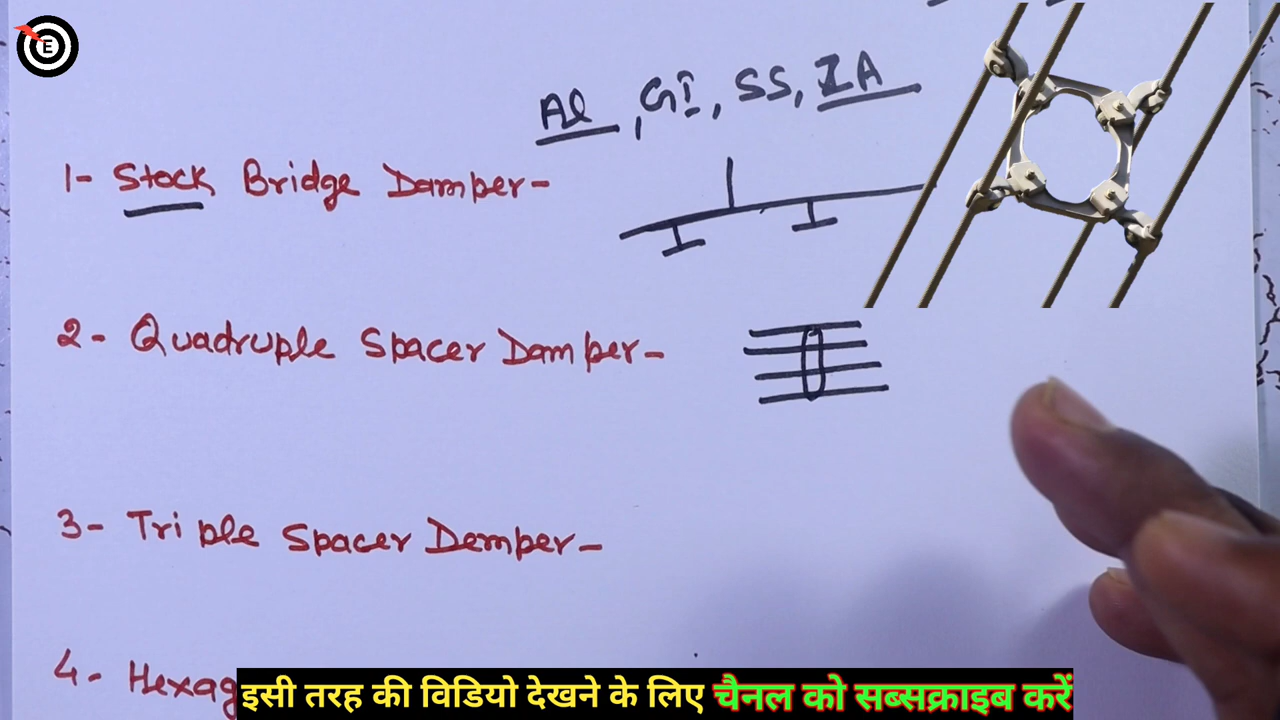 E
Al, GI, SS, ZA
1- Stock Bridge Damper-
2- Quadruple Spacer Damper-
3- Triple Spacer Demper-
4- Hexag
इसी तरह की विडियो देखने के लिए चैनल को सब्सक्राइब करें